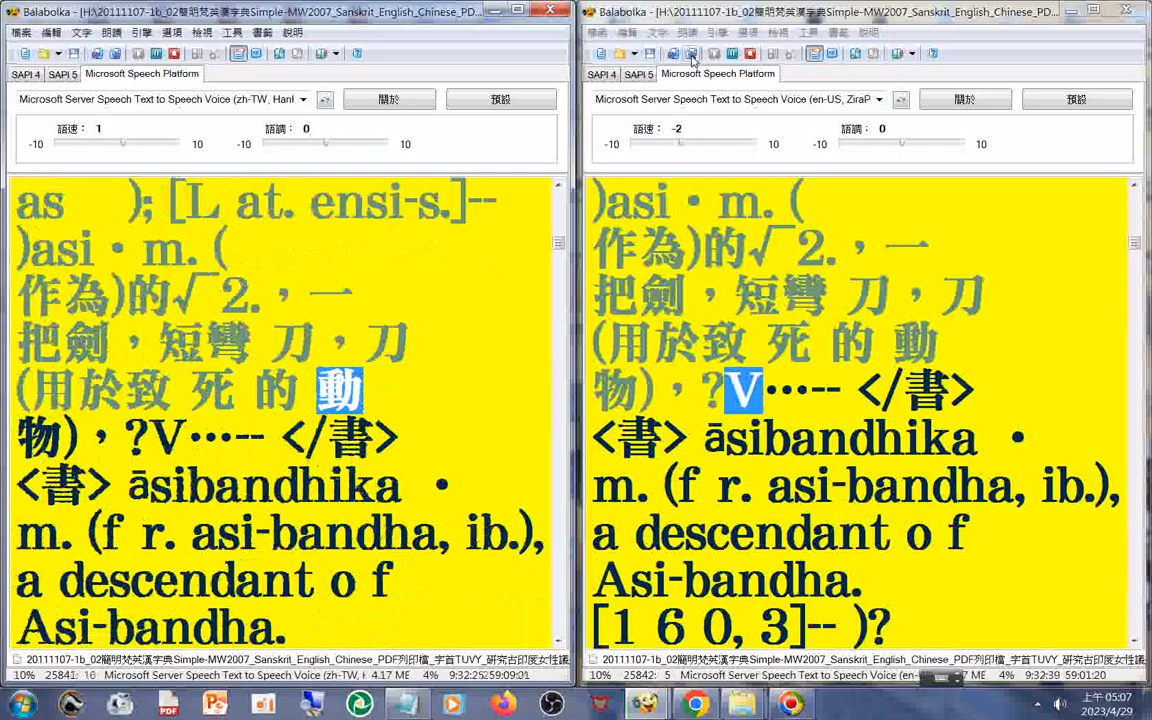 Balabolka - [H:\20111107-1b_02簡明梵英漢字典Simple-MW2007_Sanskrit_English_Chinese_PD...
檔案 編輯 文字 朗讀 引擎 選項 檢視 工具 書籤 說明
SAPI 4 SAPI 5 Microsoft Speech Platform
Microsoft Server Speech Text to Speech Voice (zh-TW, HanH
關於
預設
語速： 1
語調： 0
-10 10 -10 10
as ); [L at. ensi-s.]--
)asi • m. (
作為)的√ 2.，一
把劍，短彎 刀，刀
(用於致 死 的 動
物)，?V…-- </書>
<書> āsibandhika •
m. (f r. asi-bandha, ib.),
a descendant o f
Asi-bandha.
20111107-1b_02簡明梵英漢字典Simple-MW2007_Sanskrit_English_Chinese_PDF列印檔_字首TUVY_研究古印度女性議
10% 25841: 16 Microsoft Server Speech Text to Speech Voice (zh-TW, H 4.17 ME 4% 9:32:25 259:09:01
Balabolka - [H:\20111107-1b_02簡明梵英漢字典Simple-MW2007_Sanskrit_English_Chinese_PDF...
檔案 編輯 文字 朗讀 引擎 選項 檢視 工具 書籤 說明
SAPI 4 SAPI 5 Microsoft Speech Platform
Microsoft Server Speech Text to Speech Voice (en-US, ZiraP
關於
預設
語速： -2
語調： 0
-10 10 -10 10
)asi • m. (
作為)的√ 2.，一
把劍，短彎 刀，刀
(用於致 死 的 動
物)，?V…-- </書>
<書> āsibandhika •
m. (f r. asi-bandha, ib.),
a descendant o f
Asi-bandha.
[1 6 0, 3]-- )?
20111107-1b_02簡明梵英漢字典Simple-MW2007_Sanskrit_English_Chinese_PDF列印檔_字首TUVY_研究古印度女性議
10% 25842: 5 Microsoft Server Speech Text to Speech Voice (en-US, 4.17 ME 4% 9:32:39 59:01:20
上午 05:07
2023/4/29